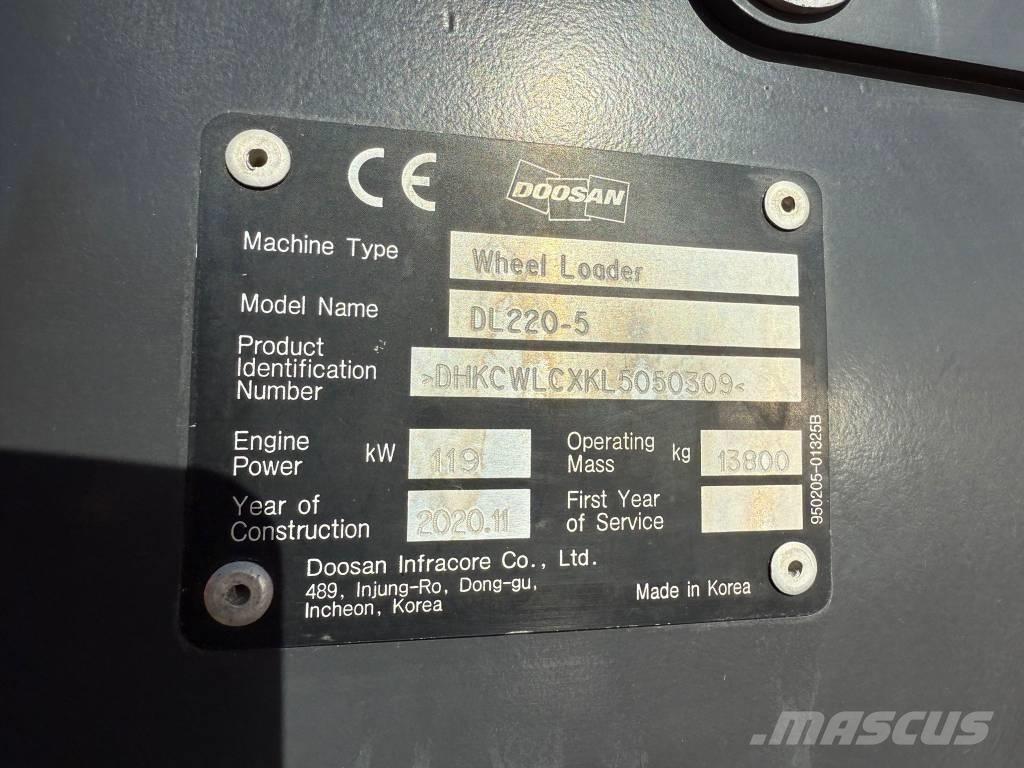 CE DOOSAN
Machine Type Wheel Loader
Model Name DL220-5
Product
Identification
Number >DHKCWLCXKL5050309<
Engine
Power kW 119
Operating
Mass kg 13800
Year of
Construction 2020.11
First Year
of Service
950205-01325B
Doosan Infracore Co., Ltd.
489, Injung-Ro, Dong-gu,
Incheon, Korea
Made in Korea
MASCUS